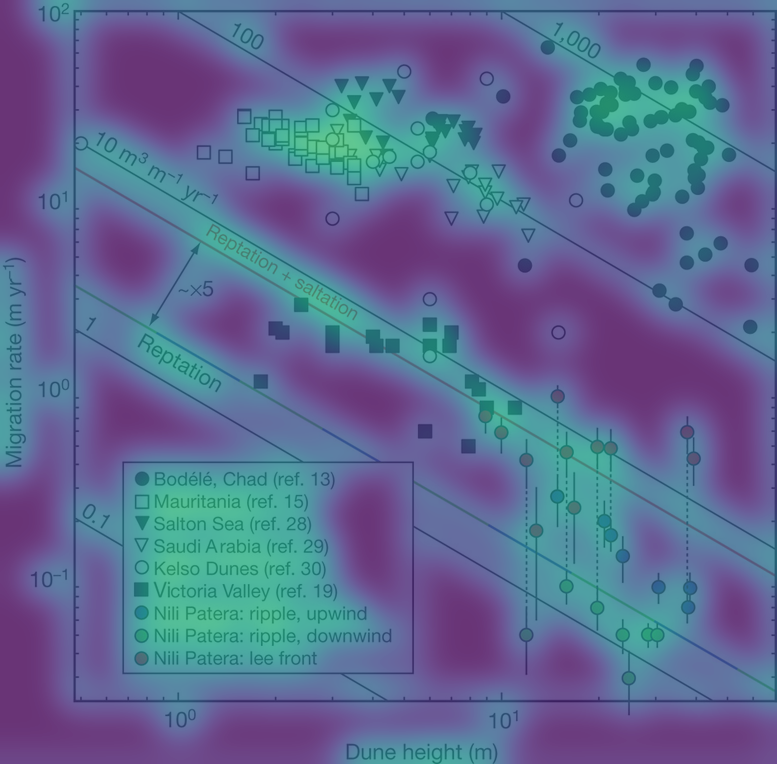 10²
100
1,000
10 m³ m⁻¹ yr⁻¹
10¹
Reptation + saltation
~×5
1
Reptation
10⁰
Migration rate (m yr⁻¹)
0.1
Bodélé, Chad (ref. 13)
Mauritania (ref. 15)
Salton Sea (ref. 28)
Saudi Arabia (ref. 29)
Kelso Dunes (ref. 30)
Victoria Valley (ref. 19)
Nili Patera: ripple, upwind
Nili Patera: ripple, downwind
Nili Patera: lee front
10⁻¹
10⁰
10¹
Dune height (m)